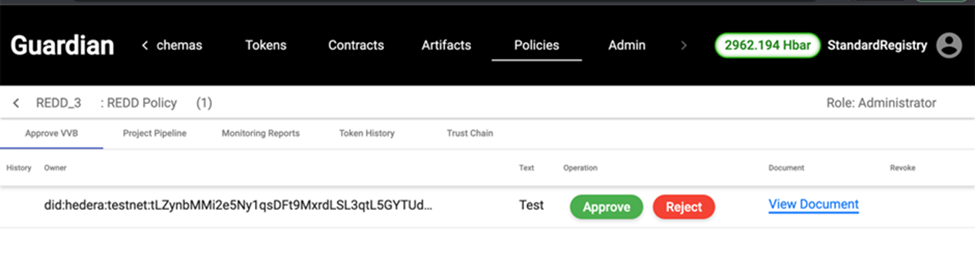 Guardian < chemas Tokens Contracts Artifacts Policies Admin > 2962.194 Hbar StandardRegistry
< REDD_3 : REDD Policy (1) Role: Administrator
Approve VVB Project Pipeline Monitoring Reports Token History Trust Chain
History Owner Text Operation Document Revoke
did:hedera:testnet:tLZynbMMi2e5Ny1qsDFt9MxrdLSL3qtL5GYTUd... Test Approve Reject View Document